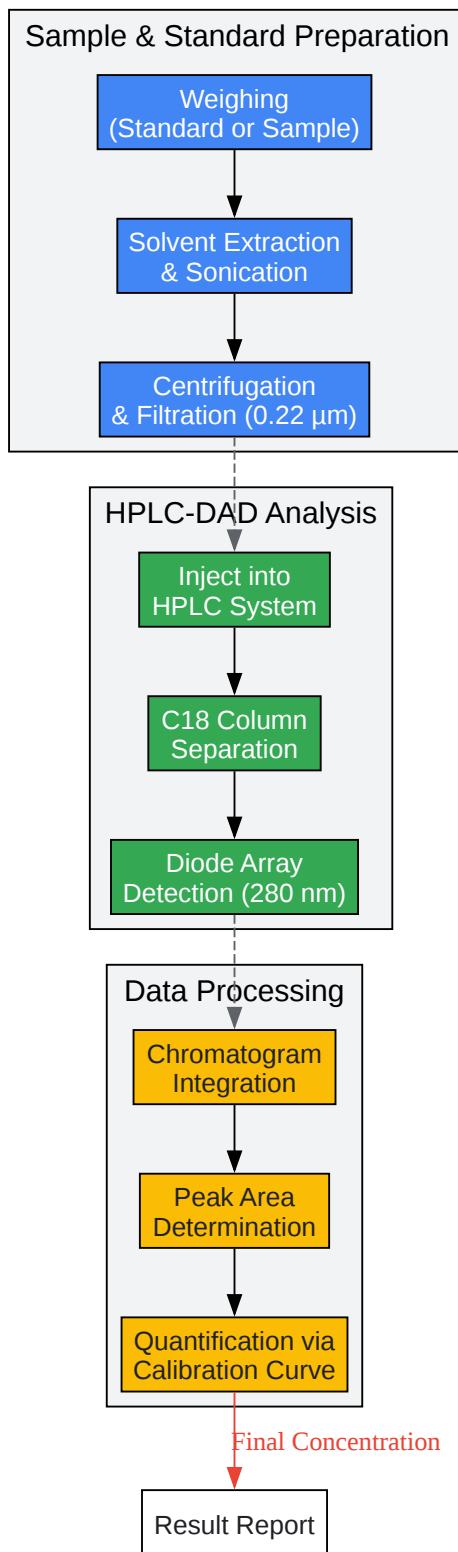 Sample & Standard Preparation
Weighing
(Standard or Sample)
Solvent Extraction
& Sonication
Centrifugation
& Filtration (0.22 µm)
HPLC-DAD Analysis
Inject into
HPLC System
C18 Column
Separation
Diode Array
Detection (280 nm)
Data Processing
Chromatogram
Integration
Peak Area
Determination
Quantification via
Calibration Curve
Final Concentration
Result Report